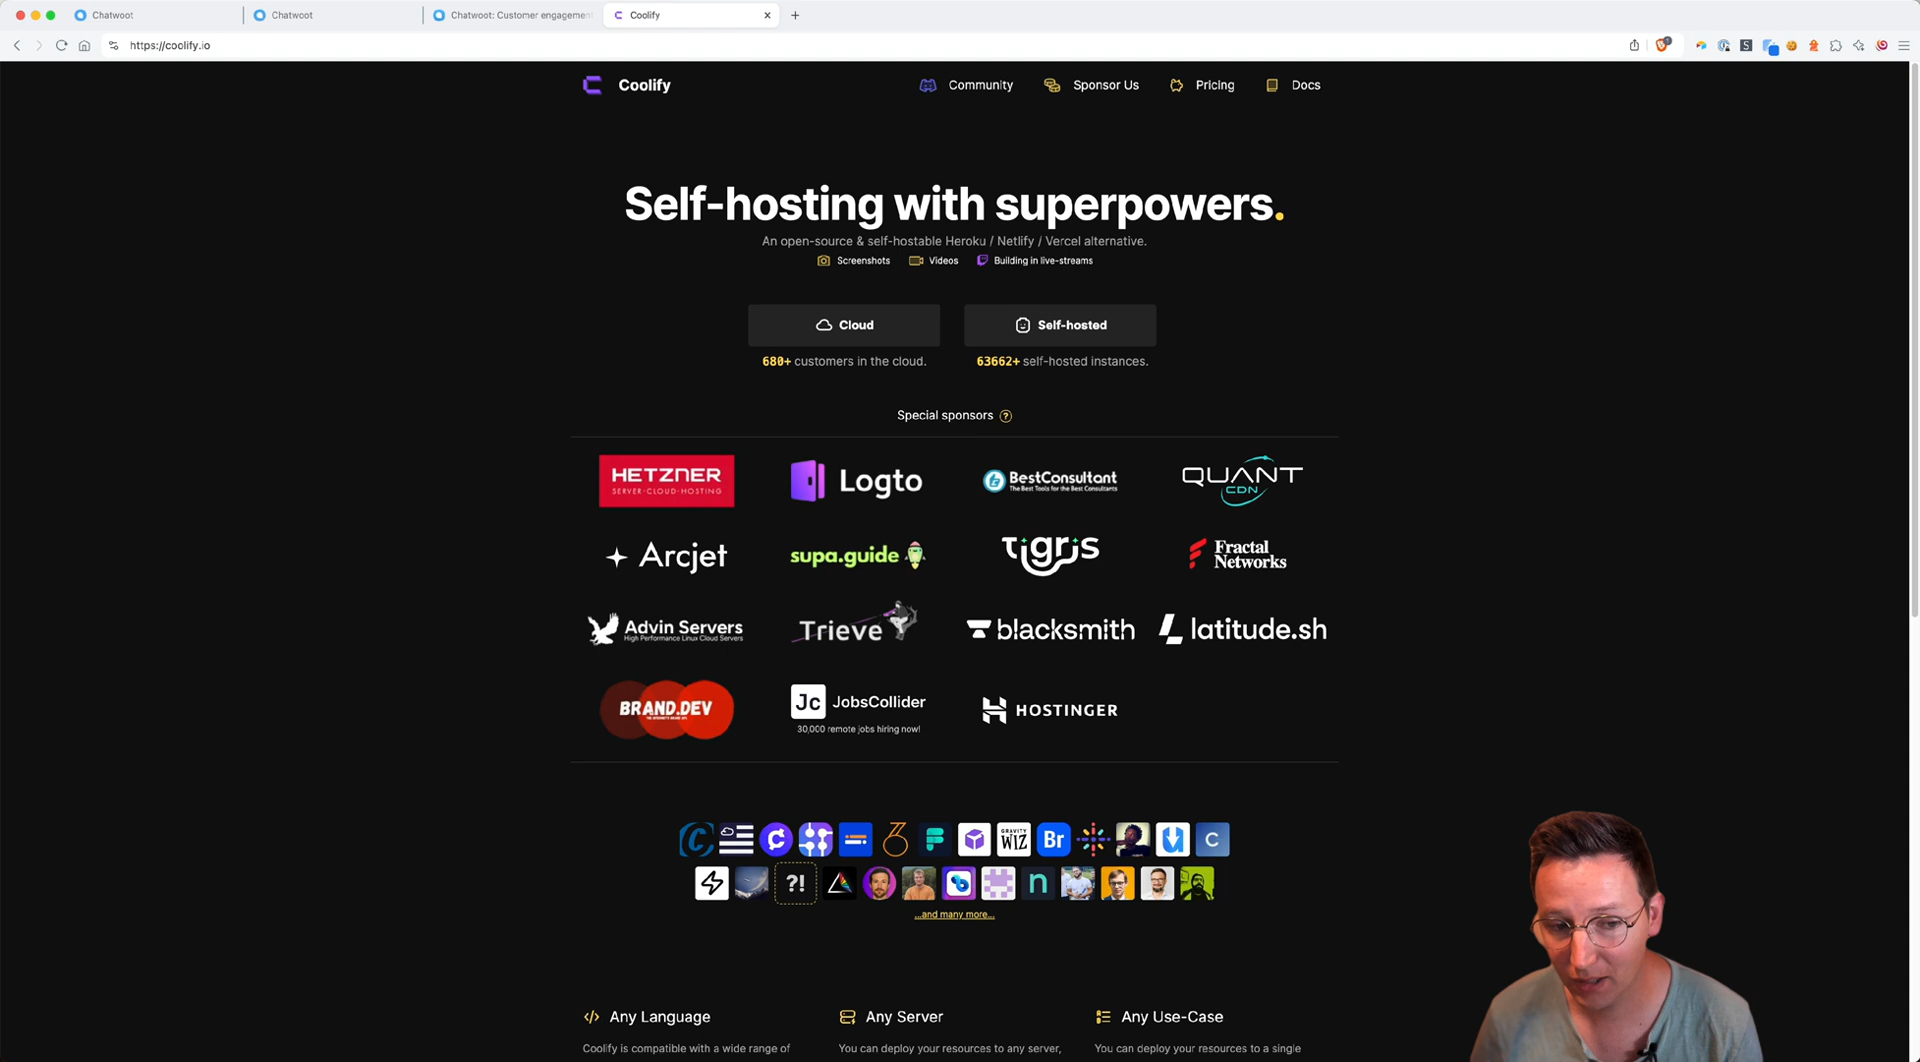 Chatwoot
Chatwoot
Chatwoot: Customer engagemen
Coolify
https://coolify.io
Coolify
Community
Sponsor Us
Pricing
Docs
Self-hosting with superpowers.
An open-source & self-hostable Heroku / Netlify / Vercel alternative.
Screenshots
Videos
Building in live-streams
Cloud
Self-hosted
680+ customers in the cloud.
63662+ self-hosted instances.
Special sponsors ?
HETZNER
SERVER·CLOUD·HOSTING
Logto
BestConsultant
The Best Tools for the Best Consultants
QUANT
CDN
Arcjet
supa.guide
tigris
Fractal
Networks
Advin Servers
High Performance Linux Cloud Servers
Trieve
blacksmith
latitude.sh
BRAND.DEV
Jc JobsCollider
30,000 remote jobs hiring now!
HOSTINGER
GRAVITY
WIZ
Br
C
?!
n
...and many more...
Any Language
Any Server
Any Use-Case
Coolify is compatible with a wide range of
You can deploy your resources to any server,
You can deploy your resources to a single